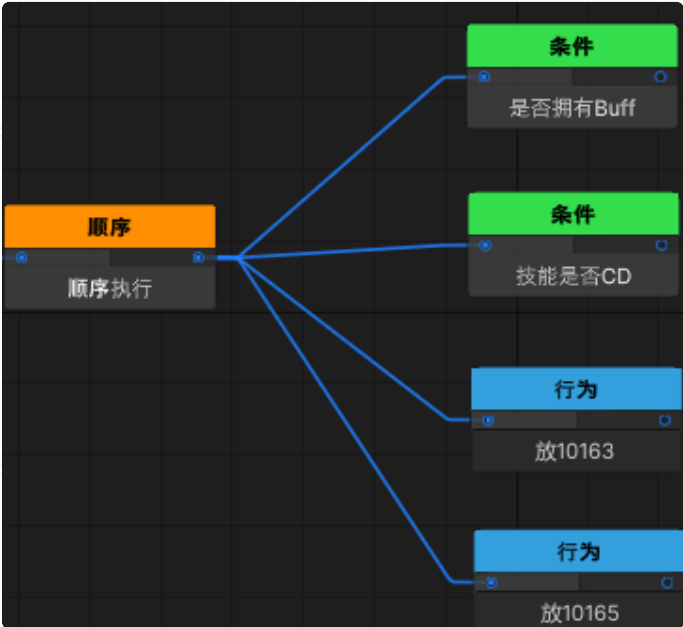 条件
是否拥有Buff
条件
技能是否CD
顺序
顺序执行
行为
放10163
行为
放10165